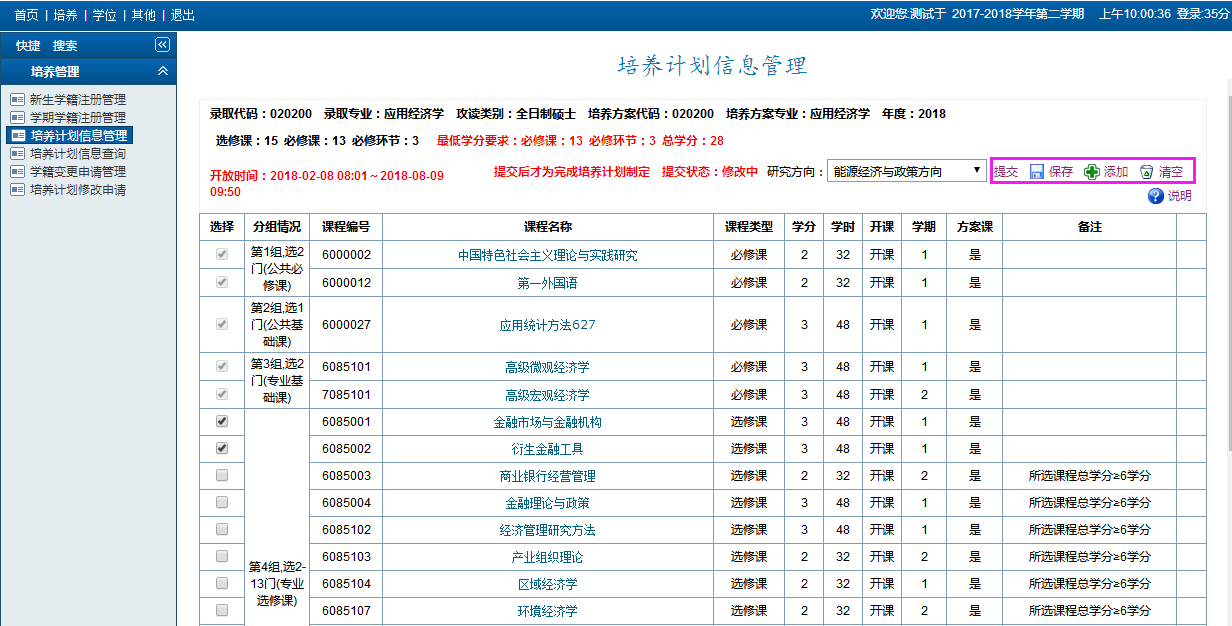 首页 | 培养 | 学位 | 其他 | 退出
欢迎您:测试于 2017-2018学年第二学期 上午10:00:36 登录:35分
快捷 搜索
培养管理
新生学籍注册管理
学期学籍注册管理
培养计划信息管理
培养计划信息查询
学籍变更申请管理
培养计划修改申请
培养计划信息管理
录取代码：020200 录取专业：应用经济学 攻读类别：全日制硕士 培养方案代码：020200 培养方案专业：应用经济学 年度：2018
选修课：15 必修课：13 必修环节：3 最低学分要求：必修课：13 必修环节：3 总学分：28
开放时间：2018-02-08 08:01～2018-08-09
09:50
提交后才为完成培养计划制定 提交状态：修改中 研究方向： 能源经济与政策方向 提交 保存 添加 清空
说明
选择 分组情况 课程编号 课程名称 课程类型 学分 学时 开课 学期 方案课 备注
第1组,选2
门(公共必
修课)
6000002 中国特色社会主义理论与实践研究 必修课 2 32 开课 1 是
6000012 第一外国语 必修课 2 32 开课 1 是
第2组,选1
门(公共基
础课)
6000027 应用统计方法627 必修课 3 48 开课 1 是
第3组,选2
门(专业基
础课)
6085101 高级微观经济学 必修课 3 48 开课 1 是
7085101 高级宏观经济学 必修课 3 48 开课 2 是
6085001 金融市场与金融机构 选修课 3 48 开课 1 是
6085002 衍生金融工具 选修课 3 48 开课 1 是
6085003 商业银行经营管理 选修课 2 32 开课 2 是 所选课程总学分≥6学分
6085004 金融理论与政策 选修课 3 48 开课 1 是 所选课程总学分≥6学分
6085102 经济管理研究方法 选修课 3 48 开课 1 是 所选课程总学分≥6学分
6085103 产业组织理论 选修课 2 32 开课 2 是 所选课程总学分≥6学分
第4组,选2-
13门(专业
选修课)
6085104 区域经济学 选修课 2 32 开课 1 是 所选课程总学分≥6学分
6085107 环境经济学 选修课 2 32 开课 2 是 所选课程总学分≥6学分